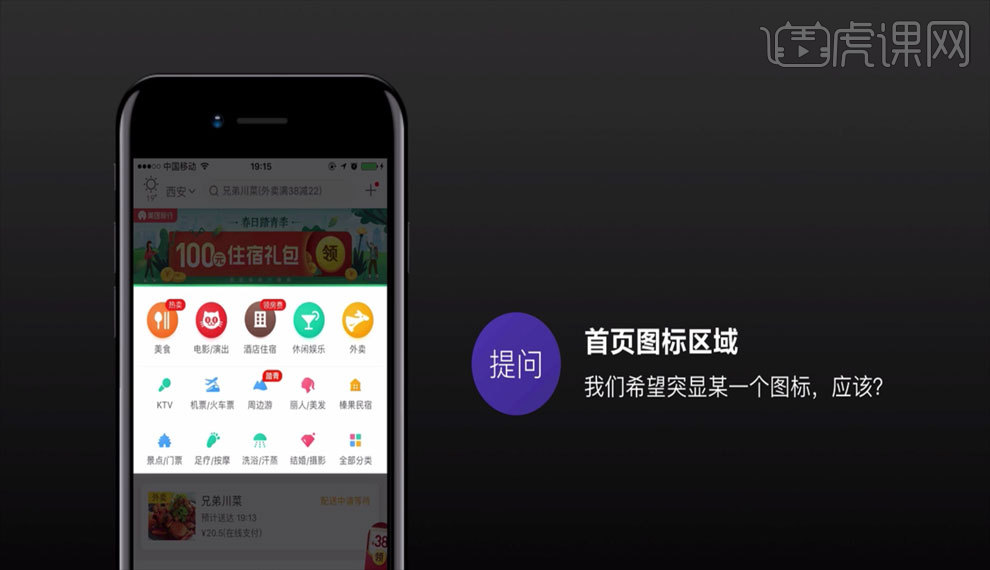 虎课网
中国移动
19:15
19°
西安
兄弟川菜(外卖满38减22)
美团旅行
春日踏青季
100元住宿礼包
领
热卖
领房费
美食
电影/演出
酒店住宿
休闲娱乐
外卖
踏青
KTV
机票/火车票
周边游
丽人/美发
榛果民宿
景点/门票
足疗/按摩
洗浴/汗蒸
结婚/摄影
全部分类
外卖
兄弟川菜
配送中请等待
预计送达 19:13
¥20.5(在线支付)
38
领
提问
首页图标区域
我们希望突显某一个图标，应该?